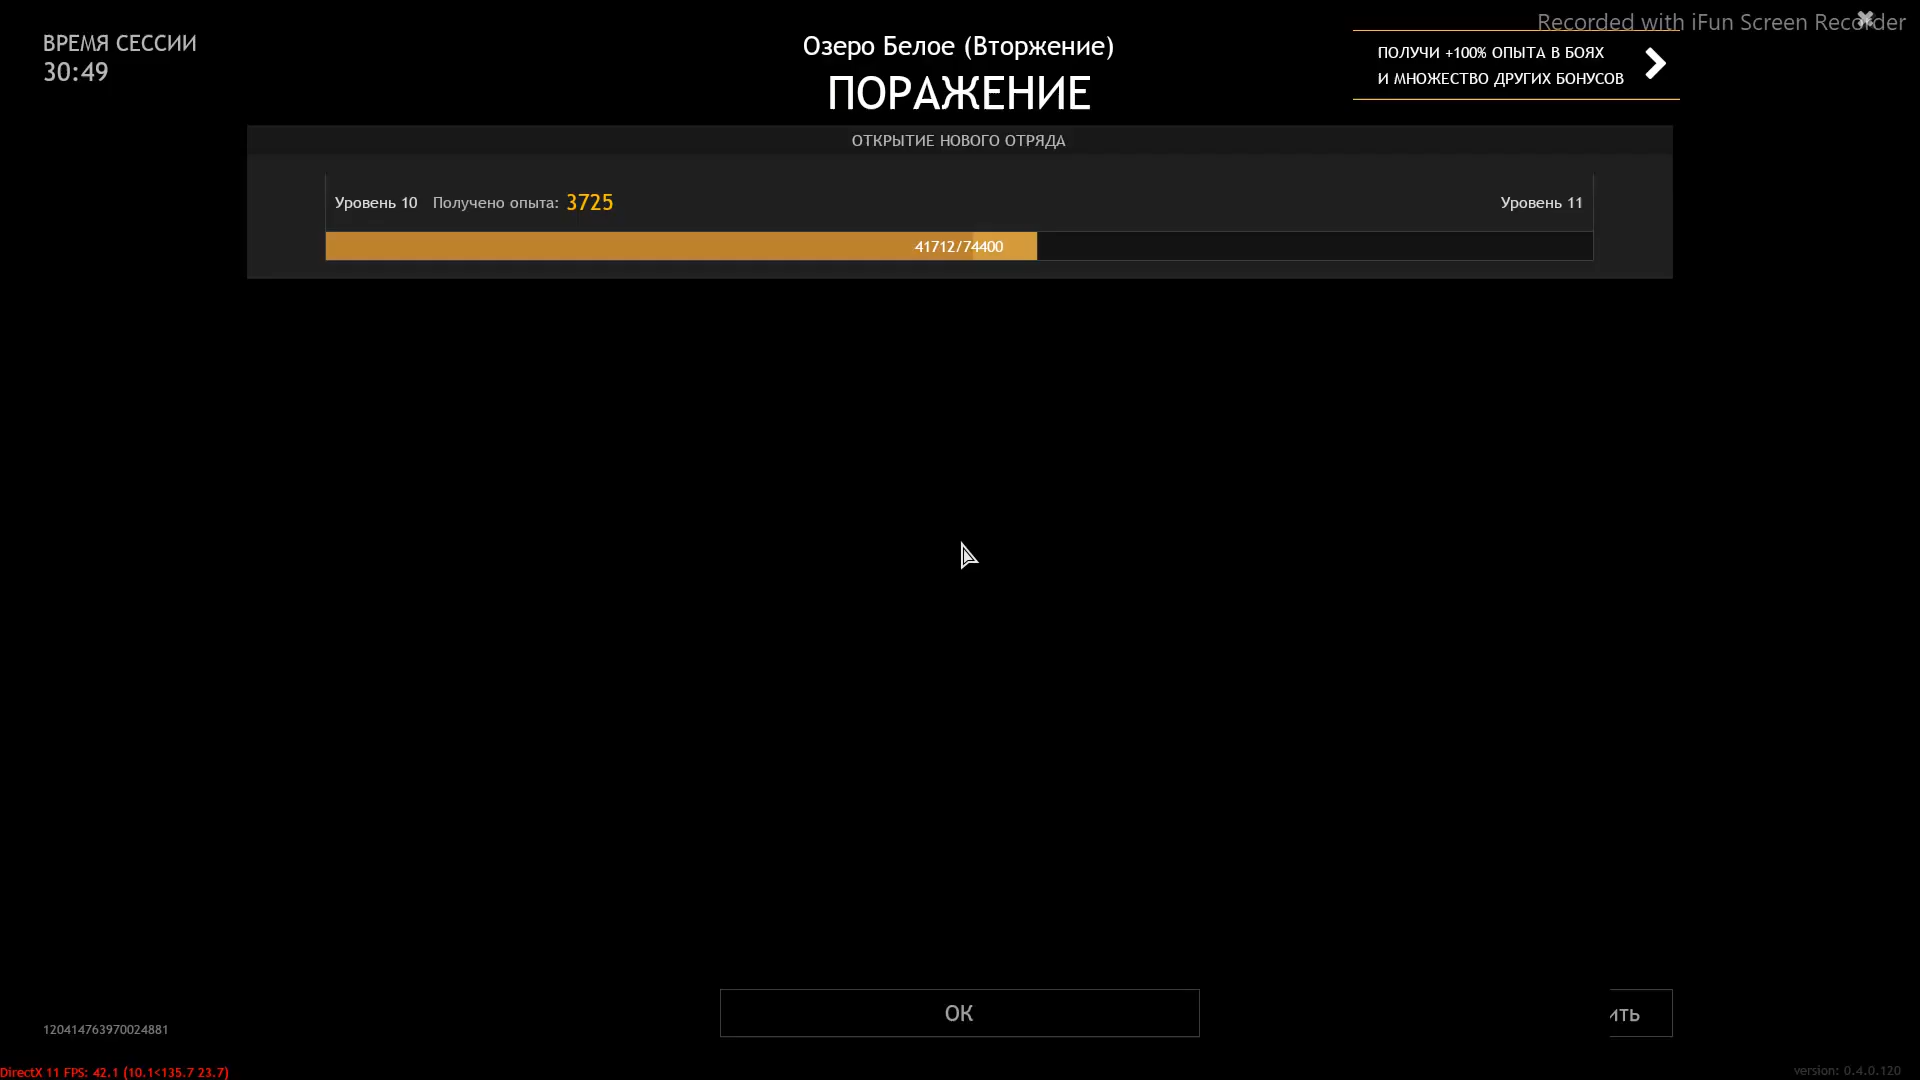 Recorded with iFun Screen Recorder
ВРЕМЯ СЕССИИ
30:49
Озеро Белое (Вторжение)
ПОРАЖЕНИЕ
ПОЛУЧИ +100% ОПЫТА В БОЯХ
И МНОЖЕСТВО ДРУГИХ БОНУСОВ
ОТКРЫТИЕ НОВОГО ОТРЯДА
Уровень 10 Получено опыта: 3725
Уровень 11
41712/74400
ОК
ить
120414763970024881
DirectX 11 FPS: 42.1 (10.1<135.7 23.7)
version: 0.4.0.120